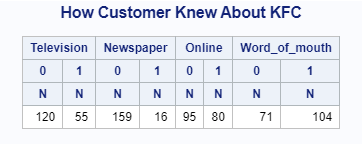 How Customer Knew About KFC
Television Newspaper Online Word_of_mouth
0 1 0 1 0 1 0 1
N N N N N N N N
120 55 159 16 95 80 71 104